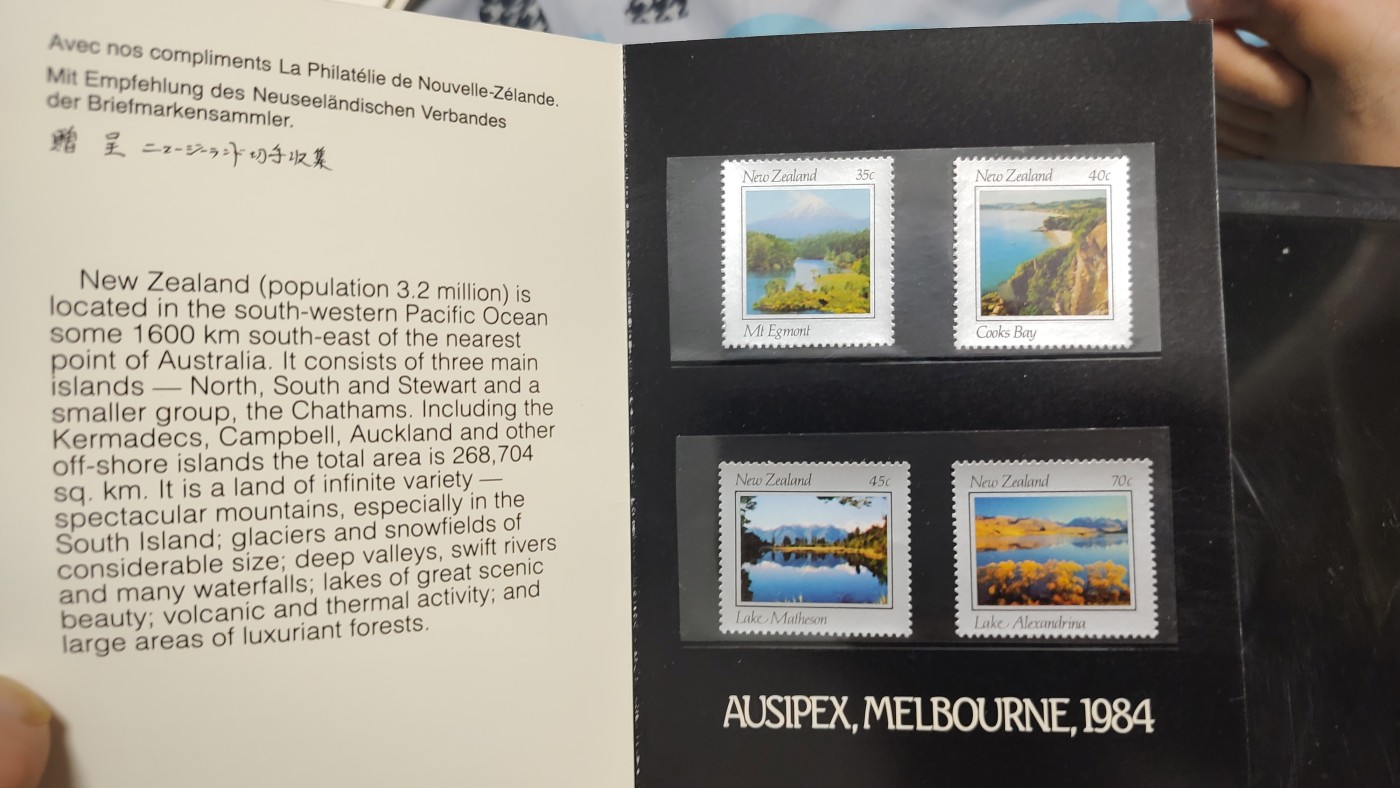 Avec nos compliments La Philatélie de Nouvelle-Zélande.
Mit Empfehlung des Neuseeländischen Verbandes
der Briefmarkensammler.
贈 呈 ニュージーランド切手収集
New Zealand (population 3.2 million) is
located in the south-western Pacific Ocean
some 1600 km south-east of the nearest
point of Australia. It consists of three main
islands — North, South and Stewart and a
smaller group, the Chathams. Including the
Kermadecs, Campbell, Auckland and other
off-shore islands the total area is 268,704
sq. km. It is a land of infinite variety —
spectacular mountains, especially in the
South Island; glaciers and snowfields of
considerable size; deep valleys, swift rivers
and many waterfalls; lakes of great scenic
beauty; volcanic and thermal activity; and
large areas of luxuriant forests.
New Zealand 35c
Mt Egmont
New Zealand 40c
Cooks Bay
New Zealand 45c
Lake Matheson
New Zealand 70c
Lake Alexandrina
AUSIPEX, MELBOURNE, 1984